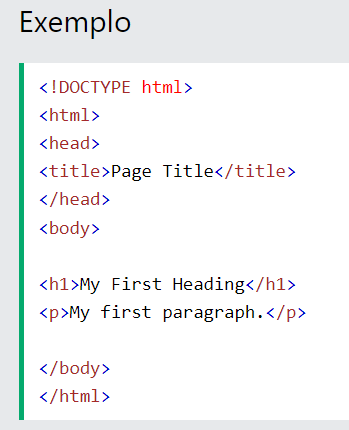 Exemplo
<!DOCTYPE html>
<html>
<head>
<title>Page Title</title>
</head>
<body>
<h1>My First Heading</h1>
<p>My first paragraph.</p>
</body>
</html>